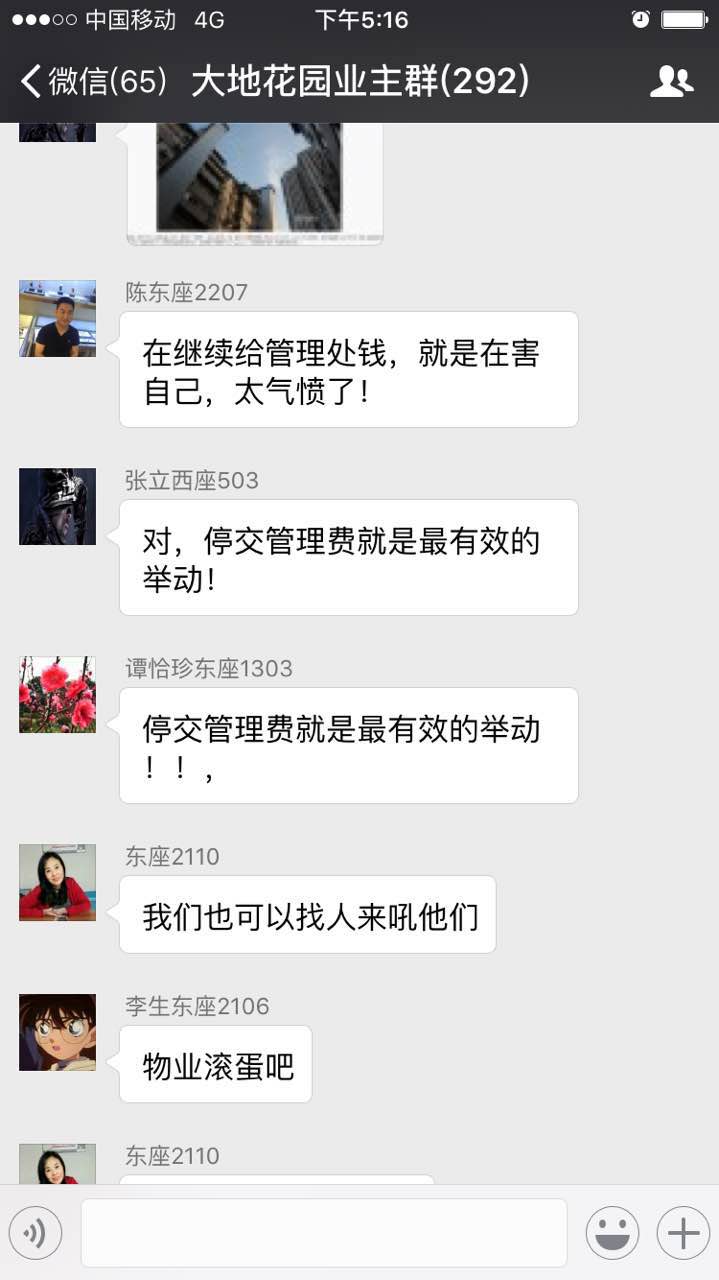 中国移动 4G 下午5:16
微信(65) 大地花园业主群(292)
陈东座2207
在继续给管理处钱，就是在害
自己，太气愤了！
张立西座503
对，停交管理费就是最有效的
举动！
谭恰珍东座1303
停交管理费就是最有效的举动
！！，
东座2110
我们也可以找人来吼他们
李生东座2106
物业滚蛋吧
东座2110